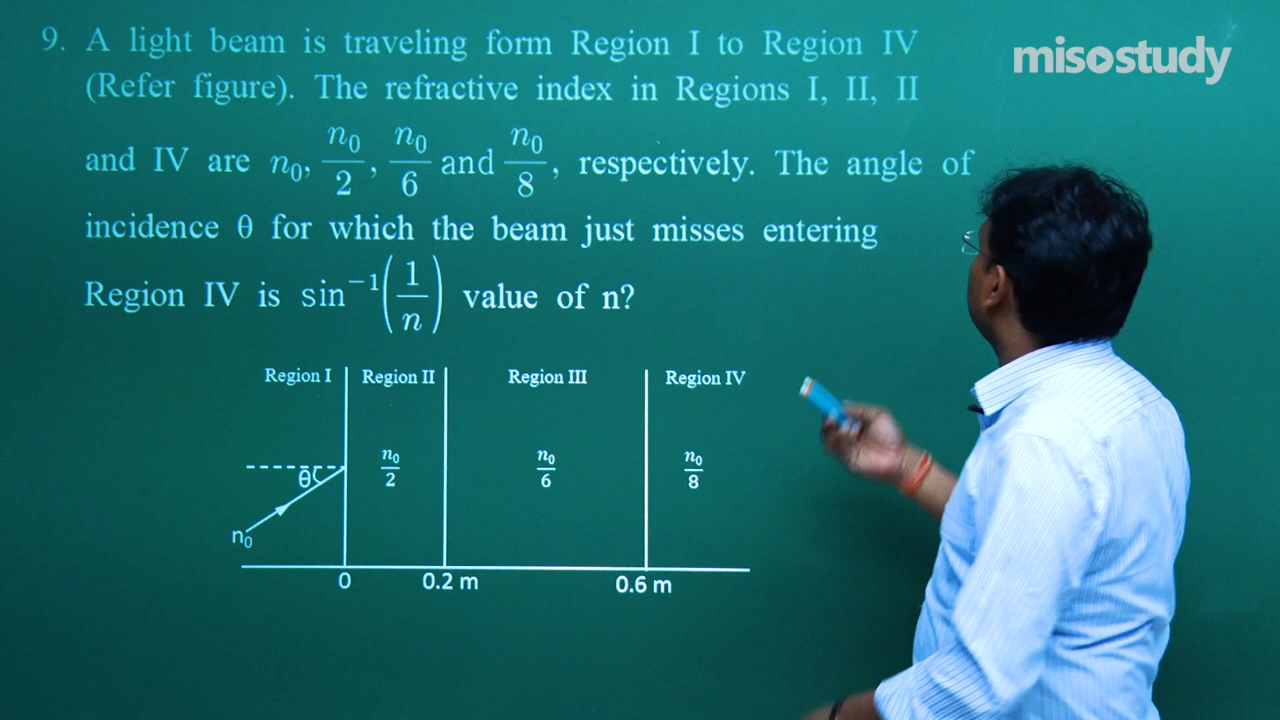 9. A light beam is traveling form Region I to Region IV
(Refer figure). The refractive index in Regions I, II, II
and IV are n₀, n₀/2, n₀/6 and n₀/8, respectively. The angle of
incidence θ for which the beam just misses entering
Region IV is sin⁻¹(1/n) value of n?
misostudy
Region I Region II Region III Region IV
θ n₀/2 n₀/6 n₀/8
n₀
0 0.2 m 0.6 m